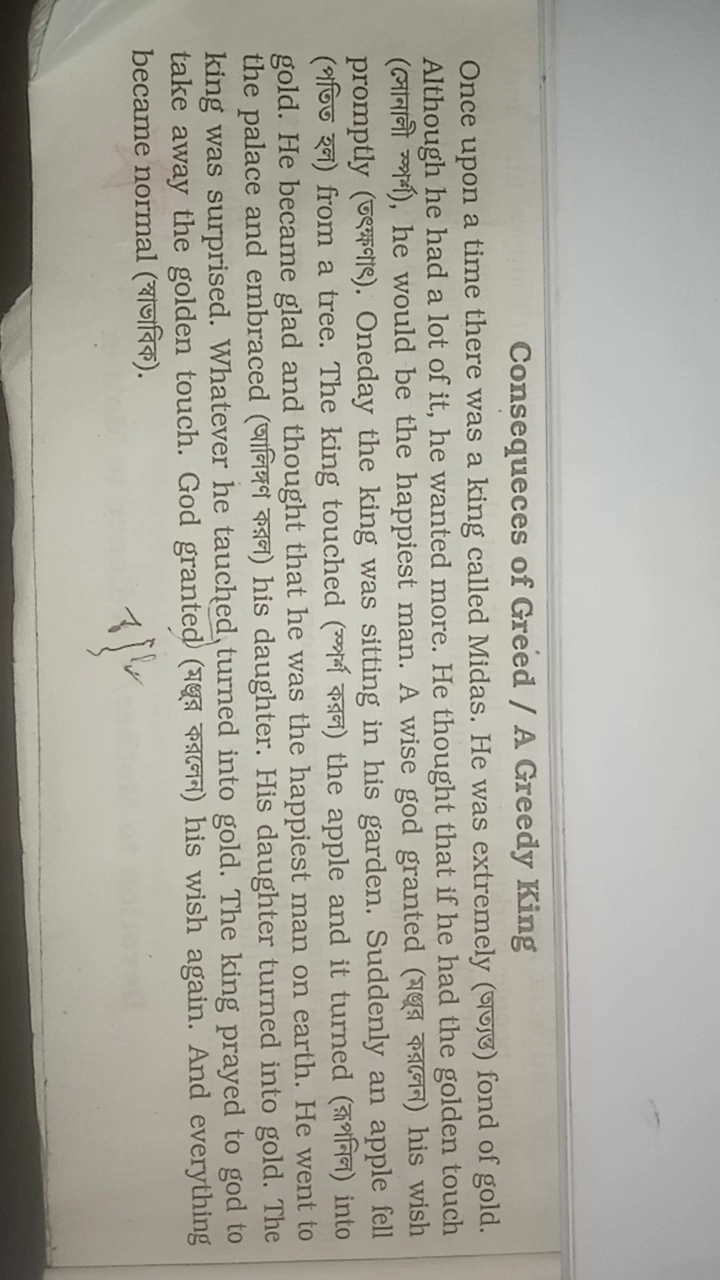 Consequeces of Greed / A Greedy King
Once upon a time there was a king called Midas. He was extremely (অত্যন্ত) fond of gold.
Although he had a lot of it, he wanted more. He thought that if he had the golden touch
(সোনালী স্পর্শ), he would be the happiest man. A wise god granted (মঞ্জুর করলেন) his wish
promptly (তৎক্ষণাৎ). Oneday the king was sitting in his garden. Suddenly an apple fell
(পতিত হল) from a tree. The king touched (স্পর্শ করল) the apple and it turned (রূপনিল) into
gold. He became glad and thought that he was the happiest man on earth. He went to
the palace and embraced (আলিঙ্গণ করল) his daughter. His daughter turned into gold. The
king was surprised. Whatever he tauched turned into gold. The king prayed to god to
take away the golden touch. God granted (মঞ্জুর করলেন) his wish again. And everything
became normal (স্বাভাবিক).